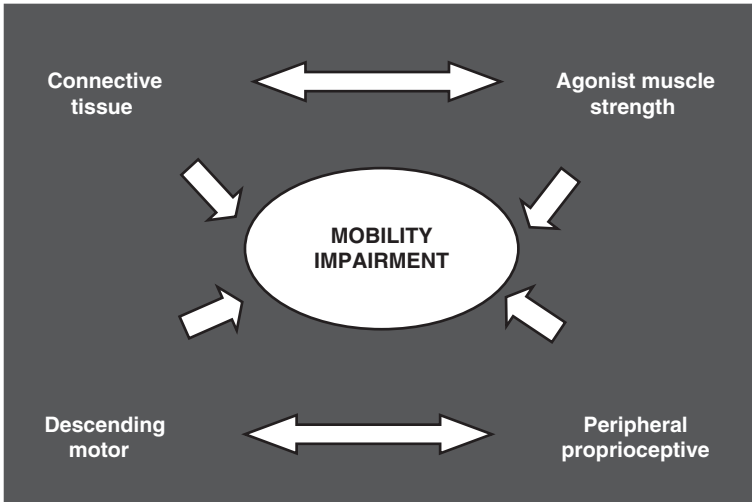 Connective
tissue
Agonist muscle
strength
MOBILITY
IMPAIRMENT
Descending
motor
Peripheral
proprioceptive